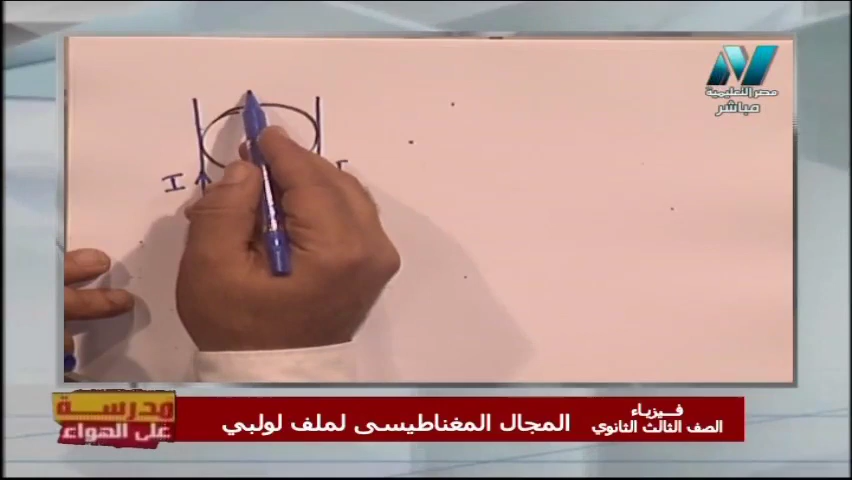 مصر التعليمية
مباشر
I
I
مدرسة
على الهواء
فيزياء
الصف الثالث الثانوي
المجال المغناطيسى لملف لولبي